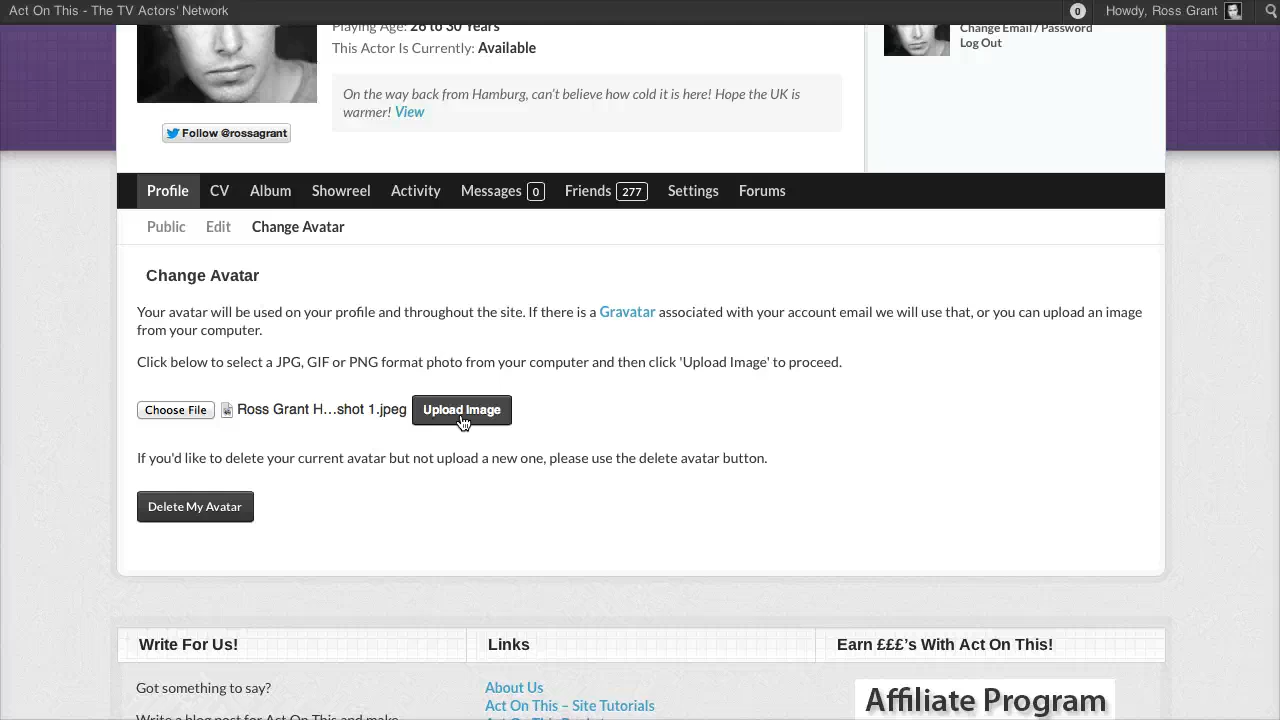 Act On This - The TV Actors' Network
0
Howdy, Ross Grant
Playing Age: 26 to 30 Years
Change Email / Password
This Actor Is Currently: Available
Log Out
On the way back from Hamburg, can't believe how cold it is here! Hope the UK is
warmer! View
Follow @rossagrant
Profile CV Album Showreel Activity Messages 0 Friends 277 Settings Forums
Public Edit Change Avatar
Change Avatar
Your avatar will be used on your profile and throughout the site. If there is a Gravatar associated with your account email we will use that, or you can upload an image
from your computer.
Click below to select a JPG, GIF or PNG format photo from your computer and then click 'Upload Image' to proceed.
Choose File Ross Grant H...shot 1.jpeg Upload Image
If you'd like to delete your current avatar but not upload a new one, please use the delete avatar button.
Delete My Avatar
Write For Us! Links Earn £££'s With Act On This!
Got something to say? About Us Affiliate Program
Act On This – Site Tutorials
Write a blog post for Act On This and make